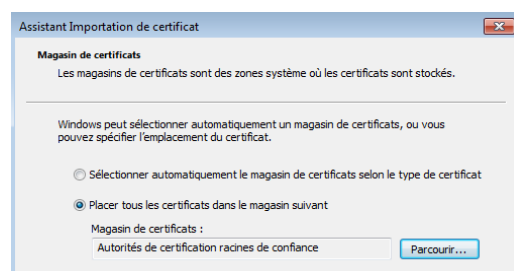 Assistant Importation de certificat
Magasin de certificats
Les magasins de certificats sont des zones système où les certificats sont stockés.
Windows peut sélectionner automatiquement un magasin de certificats, ou vous
pouvez spécifier l'emplacement du certificat.
Sélectionner automatiquement le magasin de certificats selon le type de certificat
Placer tous les certificats dans le magasin suivant
Magasin de certificats :
Autorités de certification racines de confiance
Parcourir...